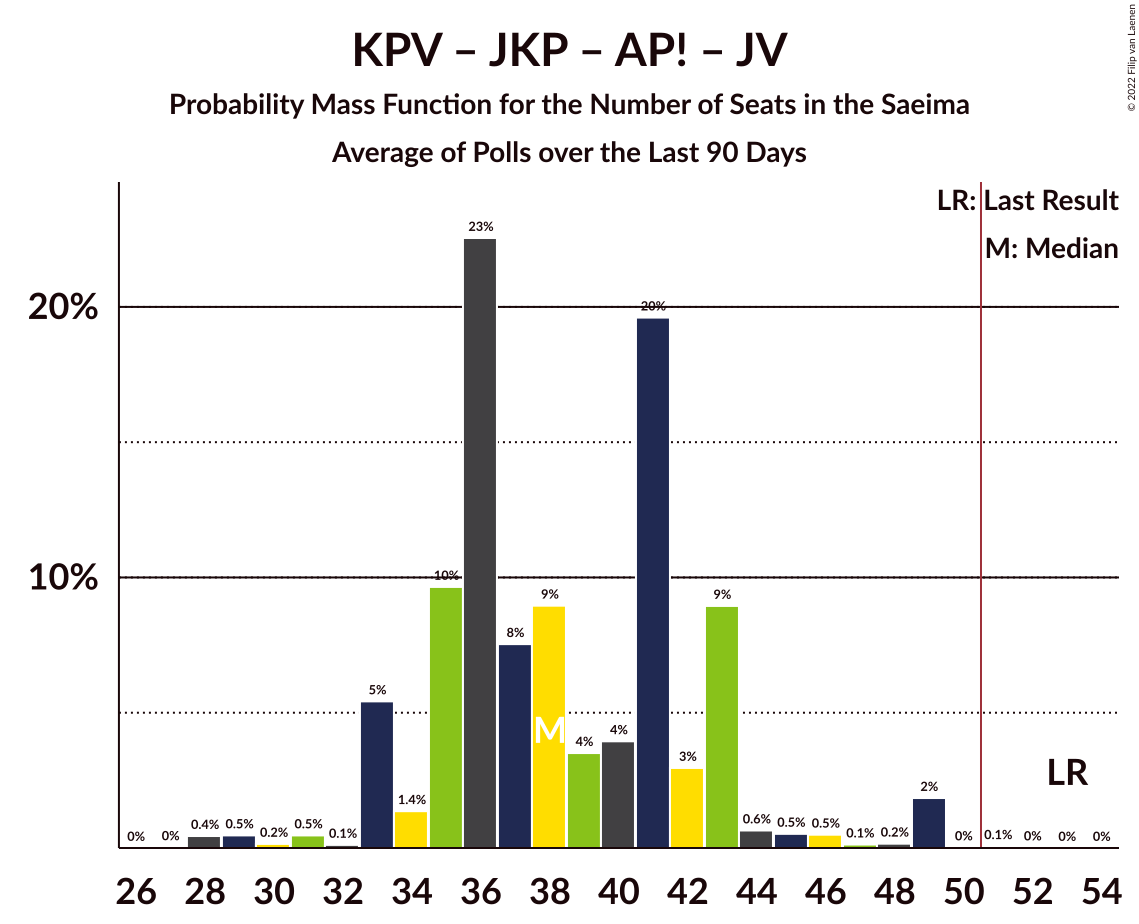 KPV – JKP – AP! – JV
Probability Mass Function for the Number of Seats in the Saeima
Average of Polls over the Last 90 Days
© 2022 Filip van Laenen
LR: Last Result
M: Median
20%
10%
0% 0% 0.4% 0.5% 0.2% 0.5% 0.1% 5% 1.4% 10% 23% 8% 9% 4% 4% 20% 3% 9% 0.6% 0.5% 0.5% 0.1% 0.2% 2% 0% 0.1% 0% 0% 0%
M
LR
26 28 30 32 34 36 38 40 42 44 46 48 50 52 54